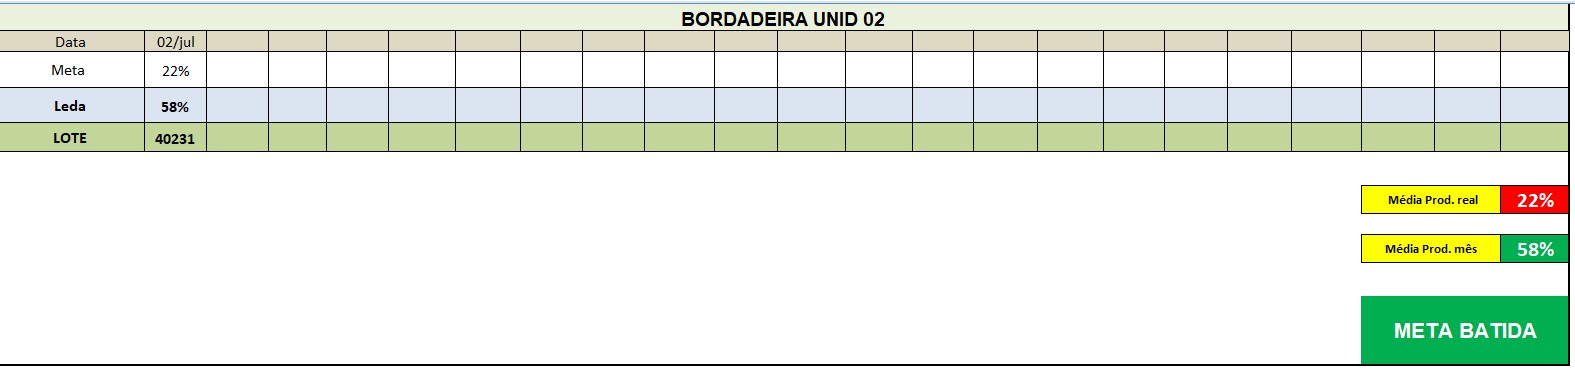 BORDADEIRA UNID 02
Data 02/jul
Meta 22%
Leda 58%
LOTE 40231
Média Prod. real 22%
Média Prod. mês 58%
META BATIDA